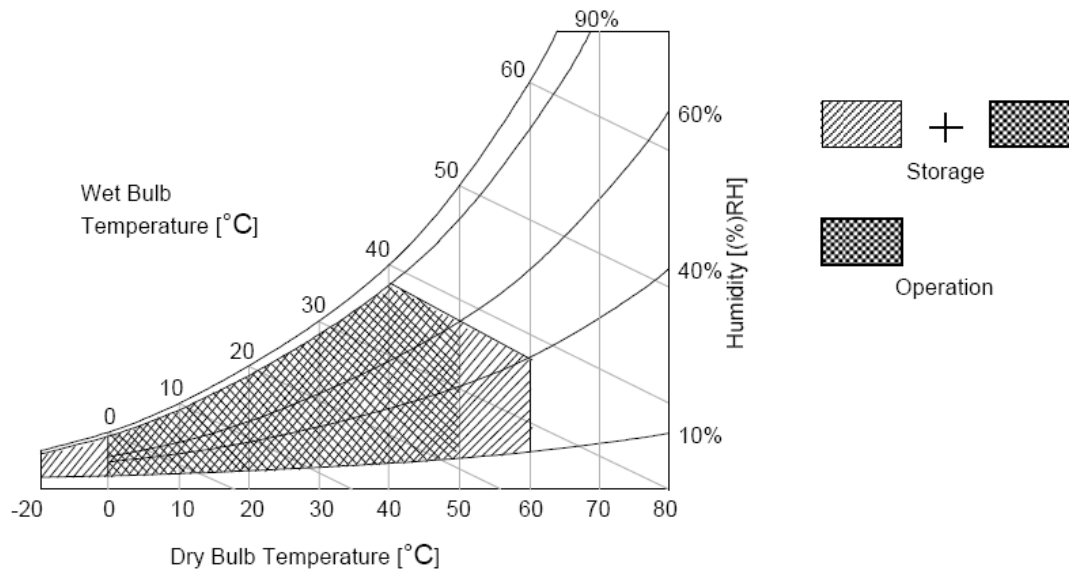 90%
60
60%
50
Wet Bulb
Temperature [°C]
Storage
40
40%
Humidity [(%)RH]
30
Operation
20
10
0
10%
-20 0 10 20 30 40 50 60 70 80
Dry Bulb Temperature [°C]